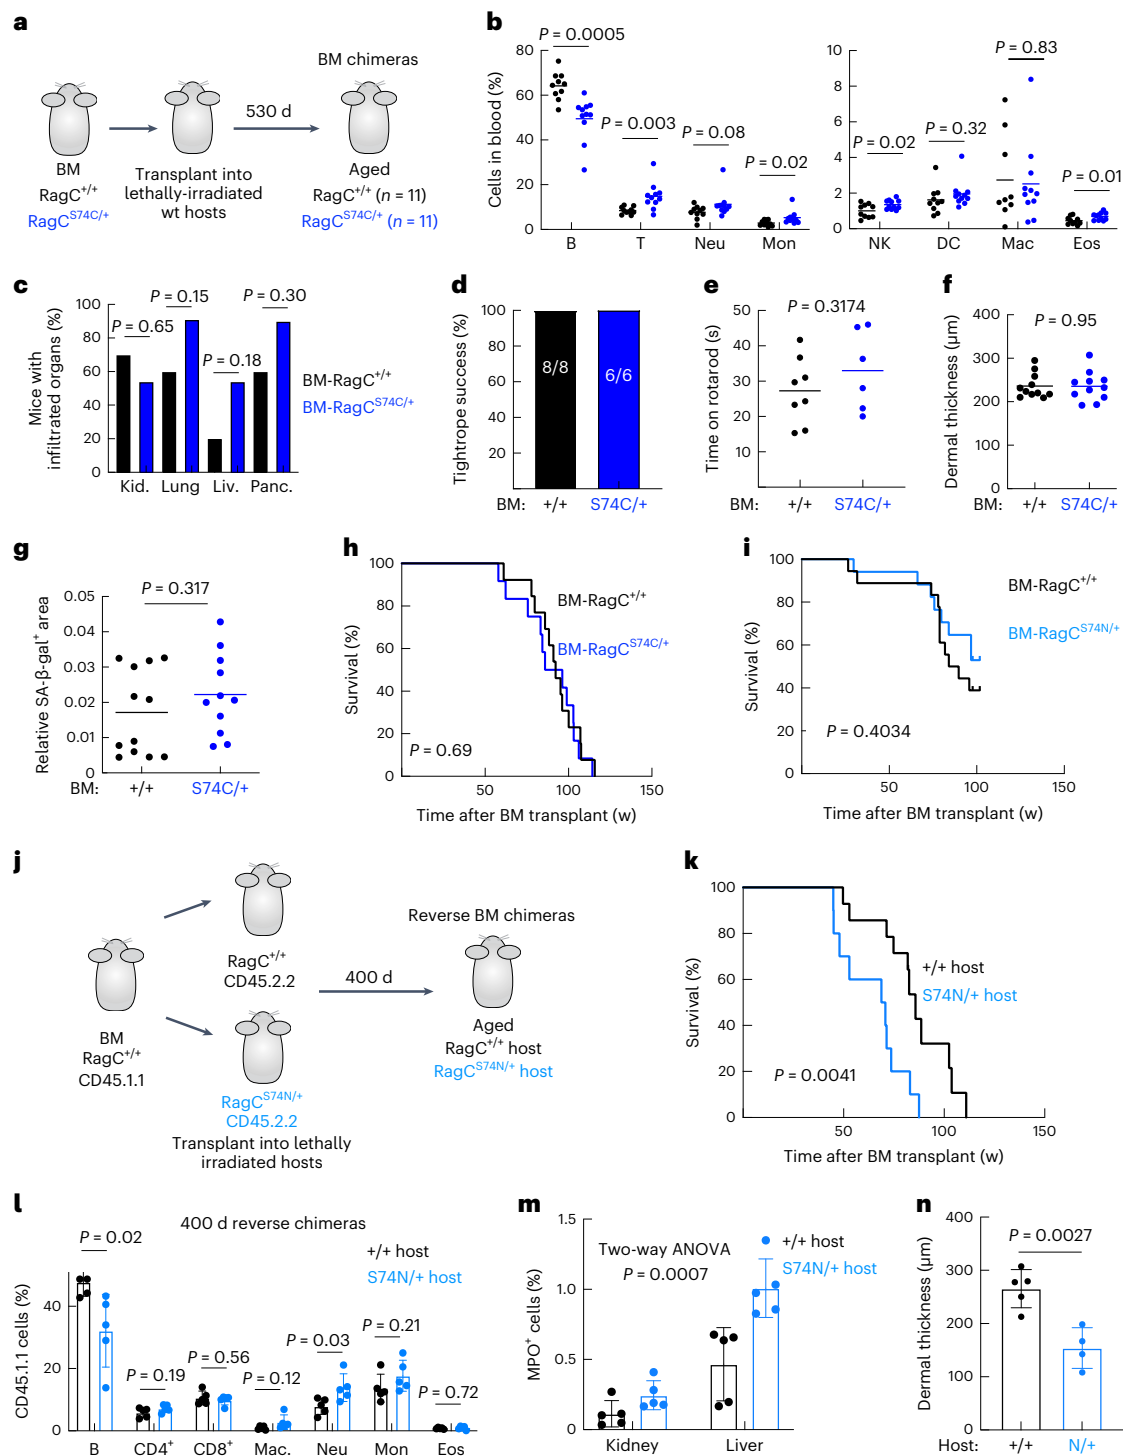 a
BM chimeras
530 d
BM
RagC+/+
RagCS74C/+
Transplant into
lethally-irradiated
wt hosts
Aged
RagC+/+ (n = 11)
RagCS74C/+ (n = 11)
b
Cells in blood (%)
80
60
40
20
0
P = 0.0005
P = 0.003
P = 0.08
P = 0.02
B T Neu Mon
10
8
6
4
2
0
P = 0.83
P = 0.02
P = 0.32
P = 0.01
NK DC Mac Eos
c
Mice with
infiltrated organs (%)
100
80
60
40
20
0
P = 0.65
P = 0.15
P = 0.18
P = 0.30
Kid. Lung Liv. Panc.
BM-RagC+/+
BM-RagCS74C/+
d
Tightrope success (%)
100
80
60
40
20
8/8
6/6
BM: +/+ S74C/+
e
Time on rotarod (s)
50
40
30
20
10
0
P = 0.3174
BM: +/+ S74C/+
f
Dermal thickness (μm)
400
300
200
100
0
P = 0.95
BM: +/+ S74C/+
g
Relative SA-β-gal+ area
0.05
0.04
0.03
0.02
0.01
0
P = 0.317
BM: +/+ S74C/+
h
Survival (%)
100
80
60
40
20
0
BM-RagC+/+
BM-RagCS74C/+
P = 0.69
50 100 150
Time after BM transplant (w)
i
Survival (%)
100
80
60
40
20
0
BM-RagC+/+
BM-RagCS74N/+
P = 0.4034
50 100 150
Time after BM transplant (w)
j
BM
RagC+/+
CD45.1.1
RagC+/+
CD45.2.2
RagCS74N/+
CD45.2.2
Transplant into lethally
irradiated hosts
400 d
Reverse BM chimeras
Aged
RagC+/+ host
RagCS74N/+ host
k
Survival (%)
100
80
60
40
20
0
+/+ host
S74N/+ host
P = 0.0041
50 100 150
Time after BM transplant (w)
l
400 d reverse chimeras
CD45.1.1 cells (%)
40
20
0
P = 0.02
P = 0.19
P = 0.56
P = 0.12
P = 0.03
P = 0.21
P = 0.72
+/+ host
S74N/+ host
B CD4+ CD8+ Mac. Neu Mon Eos
m
MPO+ cells (%)
1.5
1.0
0.5
0
Two-way ANOVA
P = 0.0007
+/+ host
S74N/+ host
Kidney Liver
n
Dermal thickness (μm)
400
300
200
100
0
P = 0.0027
Host: +/+ N/+